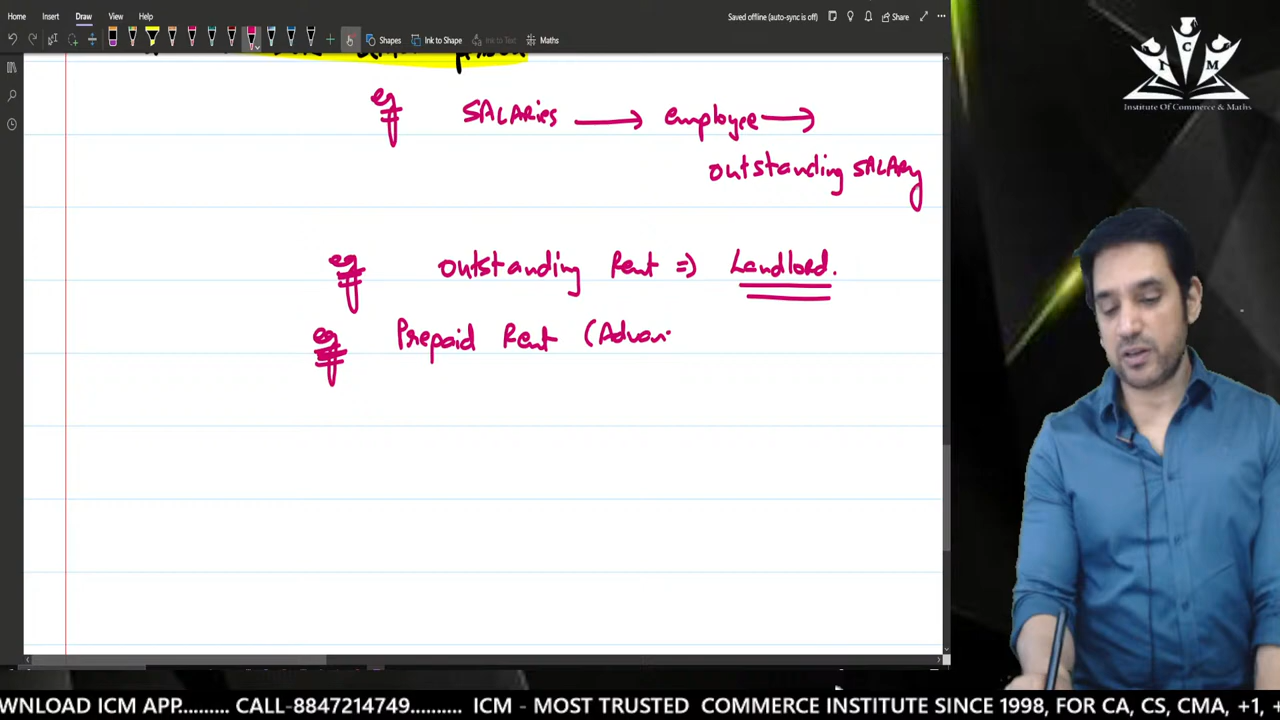 Home Insert Draw View Help
Saved offline (auto-sync is off)
Share
Shapes Ink to Shape Ink to Text Maths
ICM
Institute Of Commerce & Maths
eg SALARIES → employee →
outstanding SALARY
eg outstanding Rent ⇒ Landlord.
eg Prepaid Rent (Advan
WNLOAD ICM APP......... CALL-8847214749.......... ICM - MOST TRUSTED COMMERCE INSTITUTE SINCE 1998, FOR CA, CS, CMA, +1, +